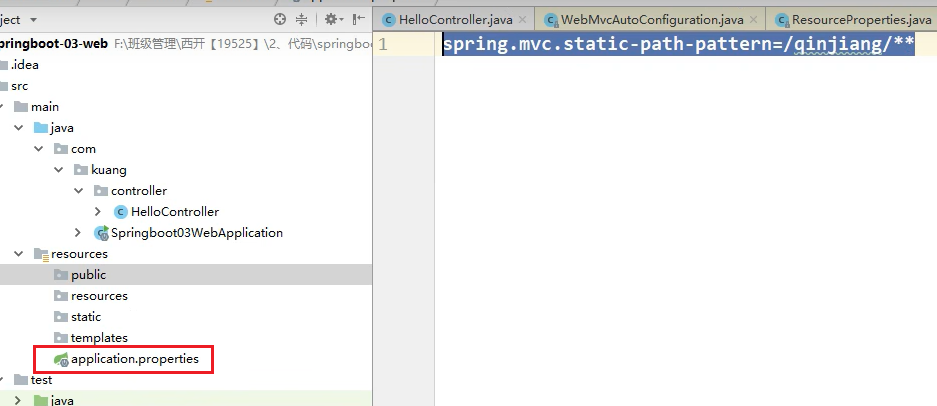 ject
HelloController.java
WebMvcAutoConfiguration.java
ResourceProperties.java
pringboot-03-web F:\班级管理\西开【19525】\2、代码\springboo
1
spring.mvc.static-path-pattern=/qinjiang/**
.idea
src
main
java
com
kuang
controller
HelloController
Springboot03WebApplication
resources
public
resources
static
templates
application.properties
test
java